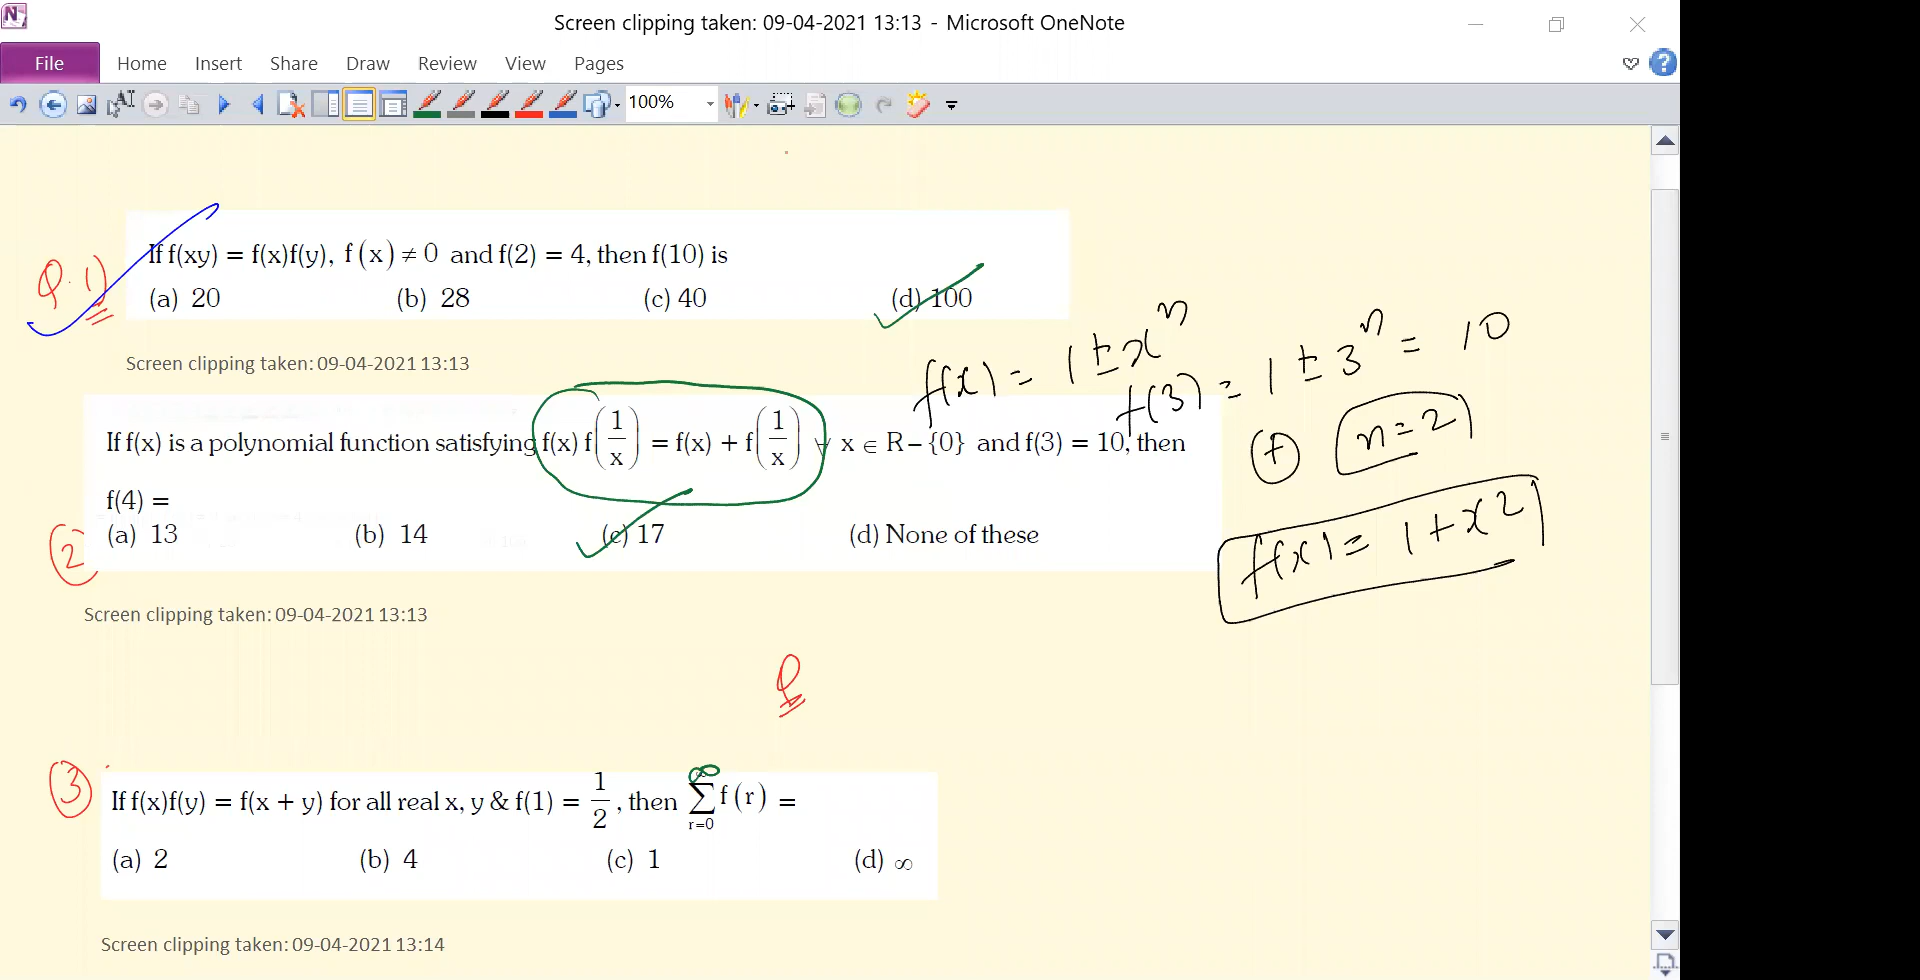 Screen clipping taken: 09-04-2021 13:13 - Microsoft OneNote
File Home Insert Share Draw Review View Pages
100%
Q.1)
If f(xy) = f(x)f(y), f(x) ≠ 0 and f(2) = 4, then f(10) is
(a) 20 (b) 28 (c) 40 (d) 100
Screen clipping taken: 09-04-2021 13:13
f(x) = 1 ± xⁿ
f(3) = 1 ± 3ⁿ = 10
(+) n = 2
f(x) = 1 + x²
2
If f(x) is a polynomial function satisfying f(x) f(1/x) = f(x) + f(1/x) ∀ x ∈ R – {0} and f(3) = 10, then
f(4) =
(a) 13 (b) 14 (c) 17 (d) None of these
Screen clipping taken: 09-04-2021 13:13
Q
3
If f(x)f(y) = f(x + y) for all real x, y & f(1) = 1/2, then ∞∑r=0 f(r) =
(a) 2 (b) 4 (c) 1 (d) ∞
Screen clipping taken: 09-04-2021 13:14